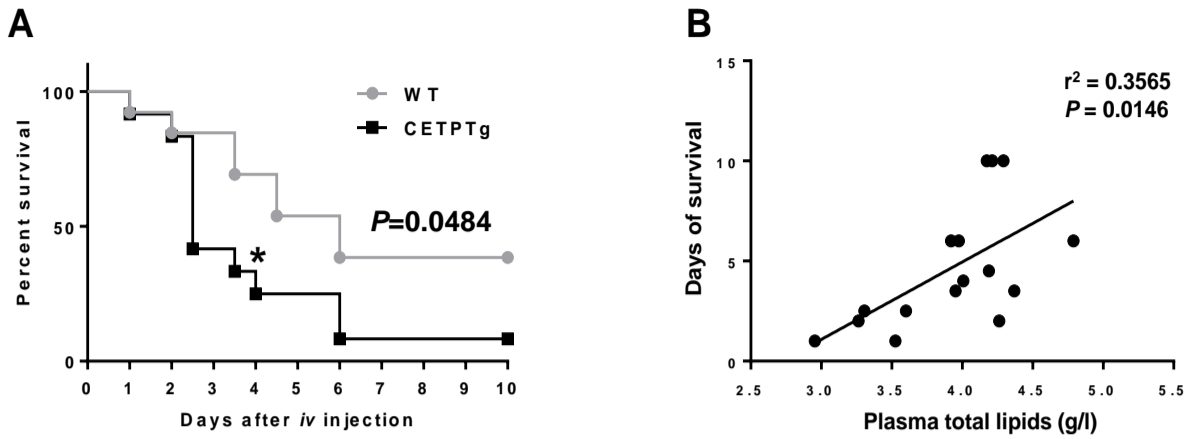 A
Percent survival
100
50
0
0 1 2 3 4 5 6 7 8 9 10
Days after iv injection
WT
CETPTg
P=0.0484
*
B
Days of survival
15
10
5
0
2.5 3.0 3.5 4.0 4.5 5.0 5.5
Plasma total lipids (g/l)
r² = 0.3565
P = 0.0146